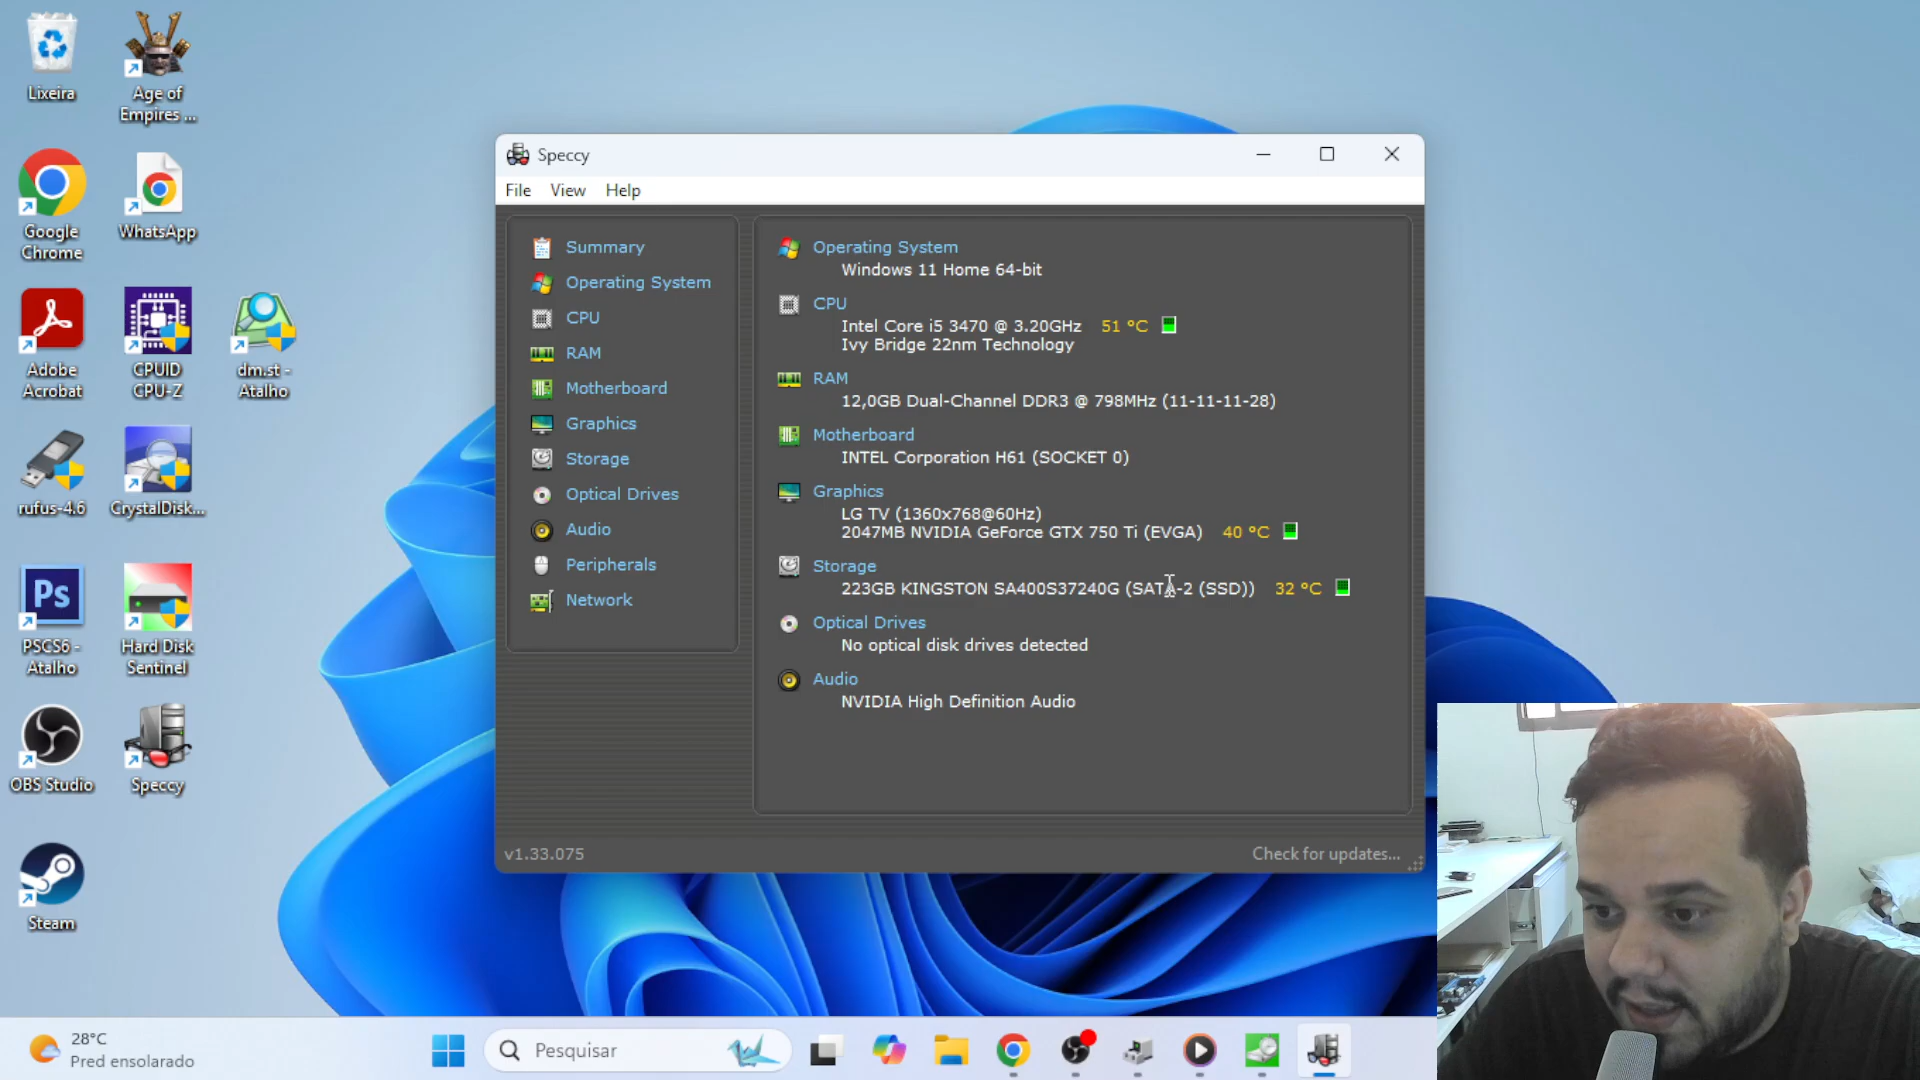 Lixeira
Age of
Empires ...
Google
Chrome
WhatsApp
Adobe
Acrobat
CPUID
CPU-Z
dm.st -
Atalho
rufus-4.6
CrystalDisk...
Ps
PSCS6 -
Atalho
Hard Disk
Sentinel
OBS Studio
Speccy
Steam
Speccy
File View Help
Summary
Operating System
CPU
RAM
Motherboard
Graphics
Storage
Optical Drives
Audio
Peripherals
Network
Operating System
Windows 11 Home 64-bit
CPU
Intel Core i5 3470 @ 3.20GHz 51 °C
Ivy Bridge 22nm Technology
RAM
12,0GB Dual-Channel DDR3 @ 798MHz (11-11-11-28)
Motherboard
INTEL Corporation H61 (SOCKET 0)
Graphics
LG TV (1360x768@60Hz)
2047MB NVIDIA GeForce GTX 750 Ti (EVGA) 40 °C
Storage
223GB KINGSTON SA400S37240G (SATA-2 (SSD)) 32 °C
Optical Drives
No optical disk drives detected
Audio
NVIDIA High Definition Audio
v1.33.075
Check for updates...
28°C
Pred ensolarado
Pesquisar